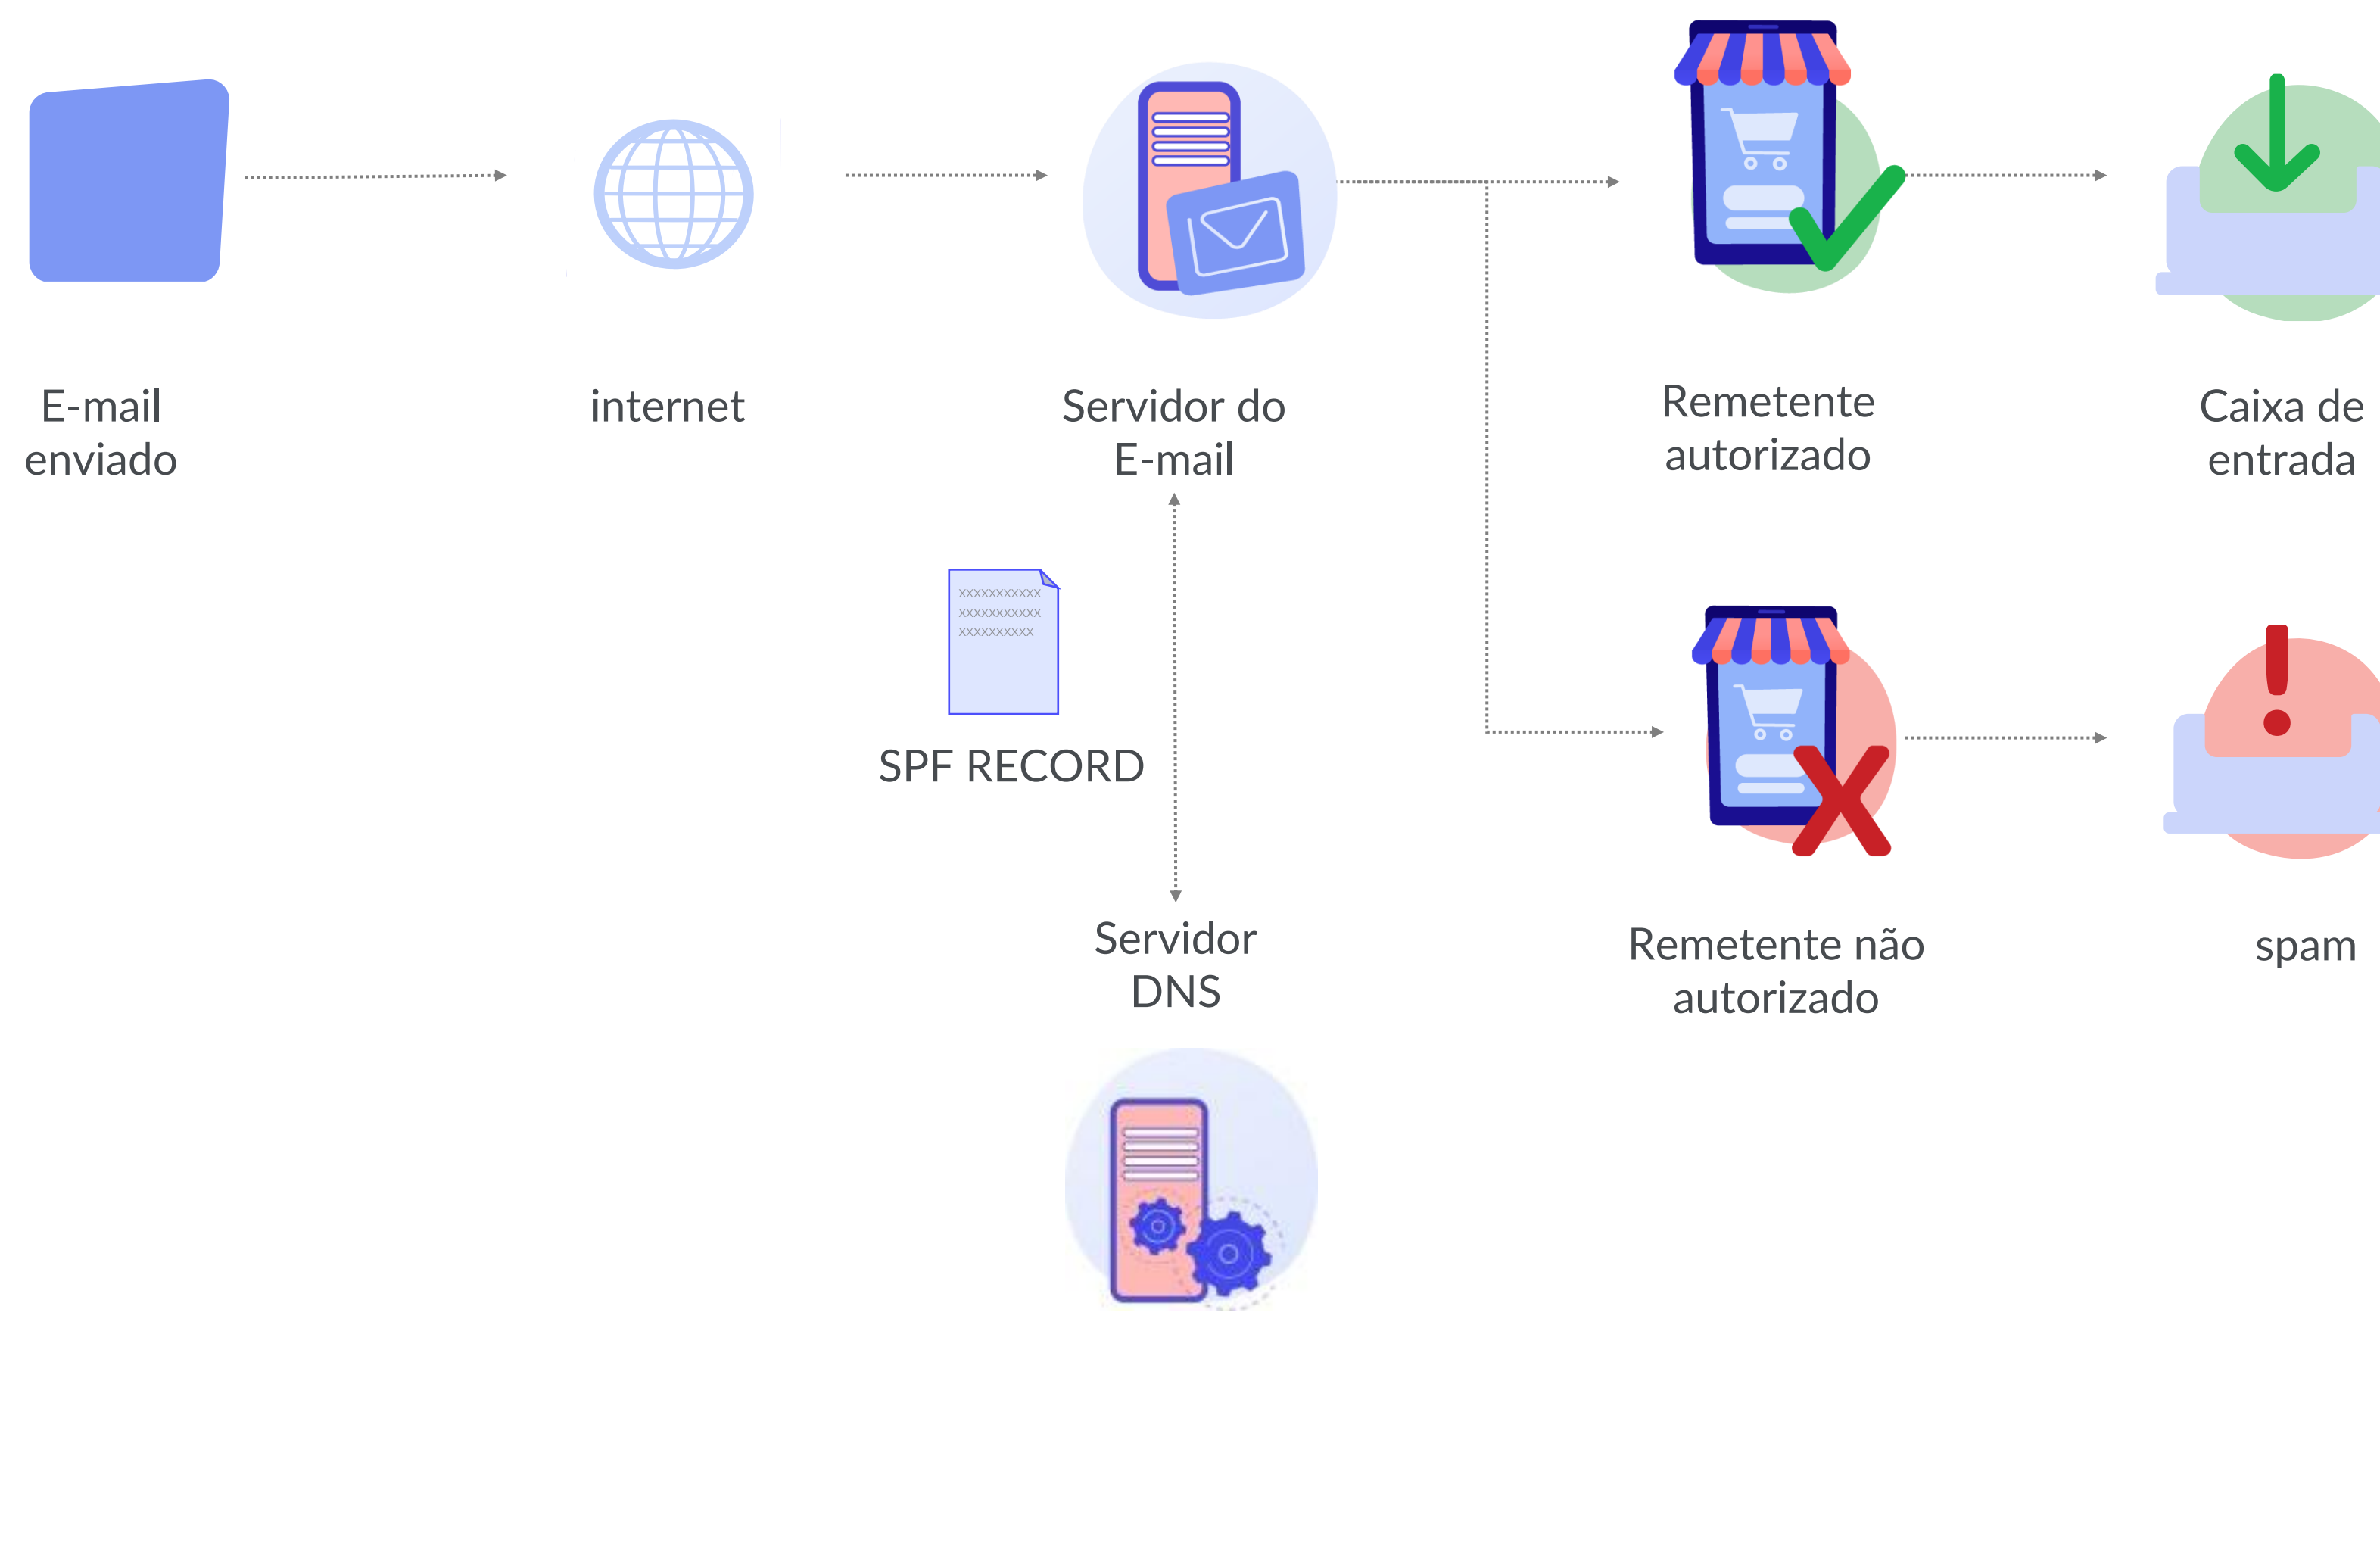 E-mail
enviado
internet
Servidor do
E-mail
Remetente
autorizado
Caixa de
entrada
XXXXXXXXXXX
XXXXXXXXXXX
XXXXXXXXXX
SPF RECORD
Servidor
DNS
Remetente não
autorizado
spam